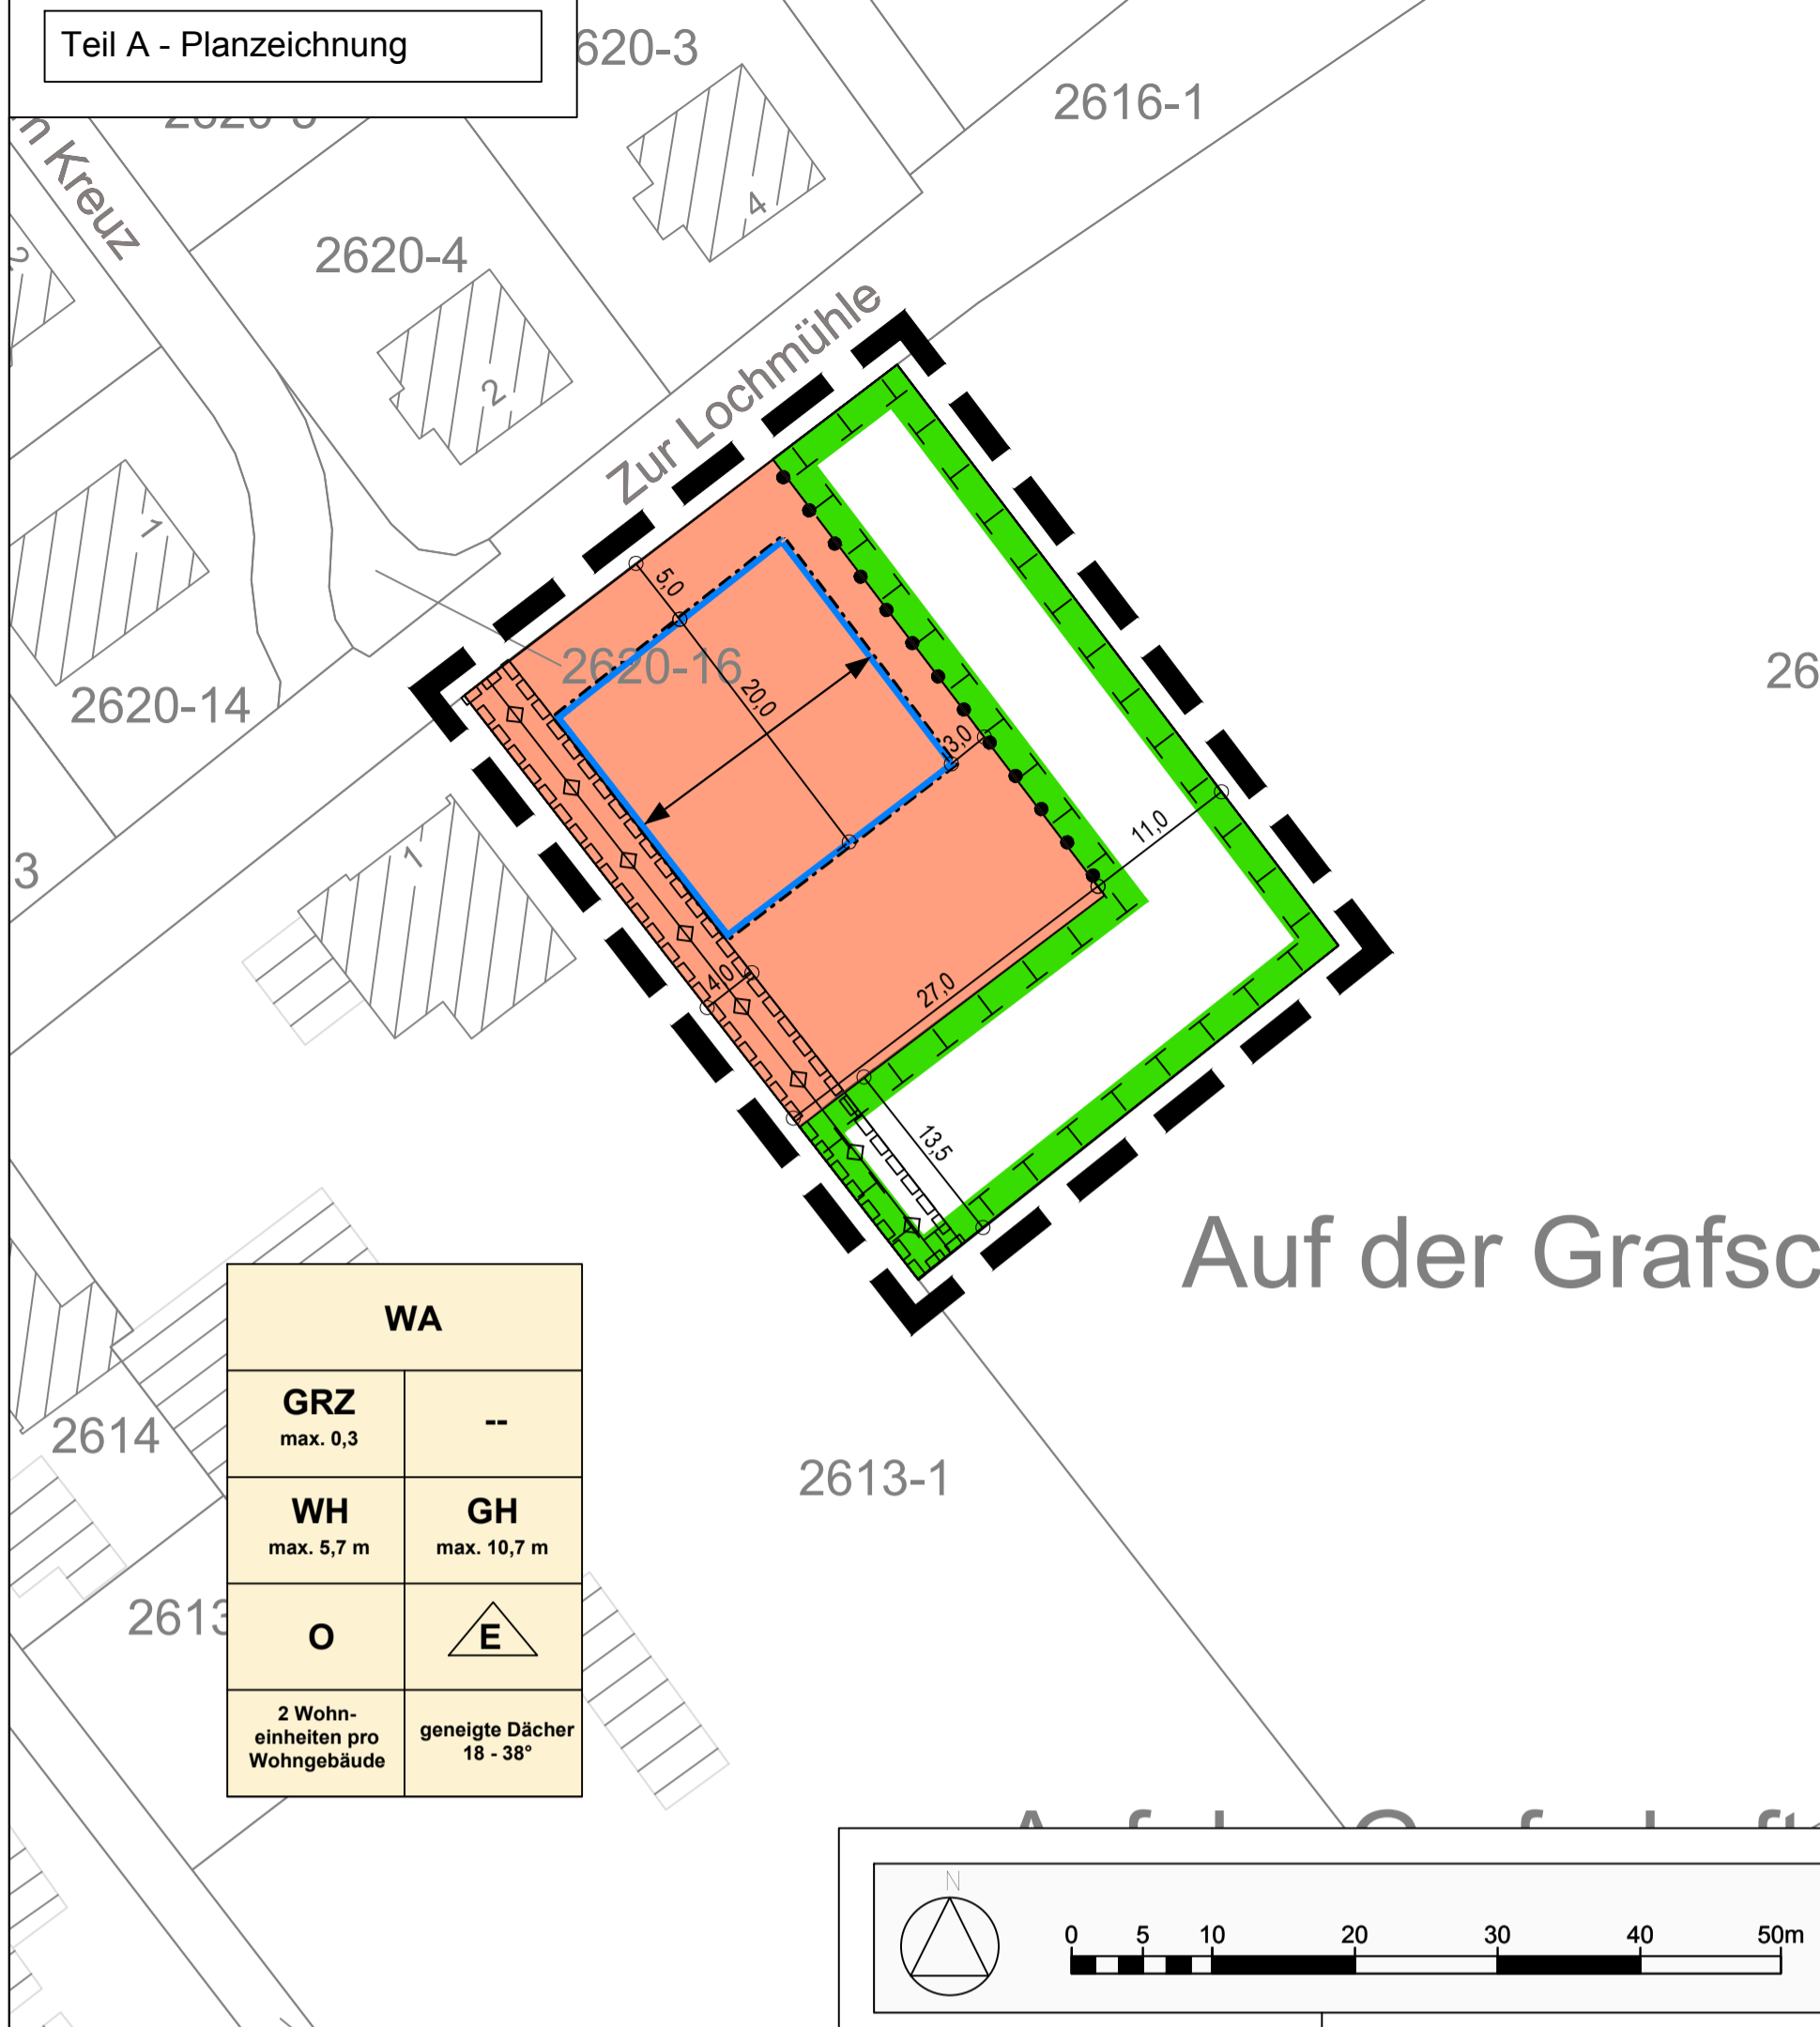 Teil A - Planzeichnung
620-3
2616-1
n Kreuz
2620-4
4
2
2
Zur Lochmühle
1
2620-14
2620-16
5,0
20,0
3,0
11,0
26
3
1
4,0
27,0
13,5
Auf der Grafsc
WA
GRZ
max. 0,3
--
WH
max. 5,7 m
GH
max. 10,7 m
O
E
2 Wohn-
einheiten pro
Wohngebäude
geneigte Dächer
18 - 38°
2614
2613-1
2613
N
0 5 10 20 30 40 50m